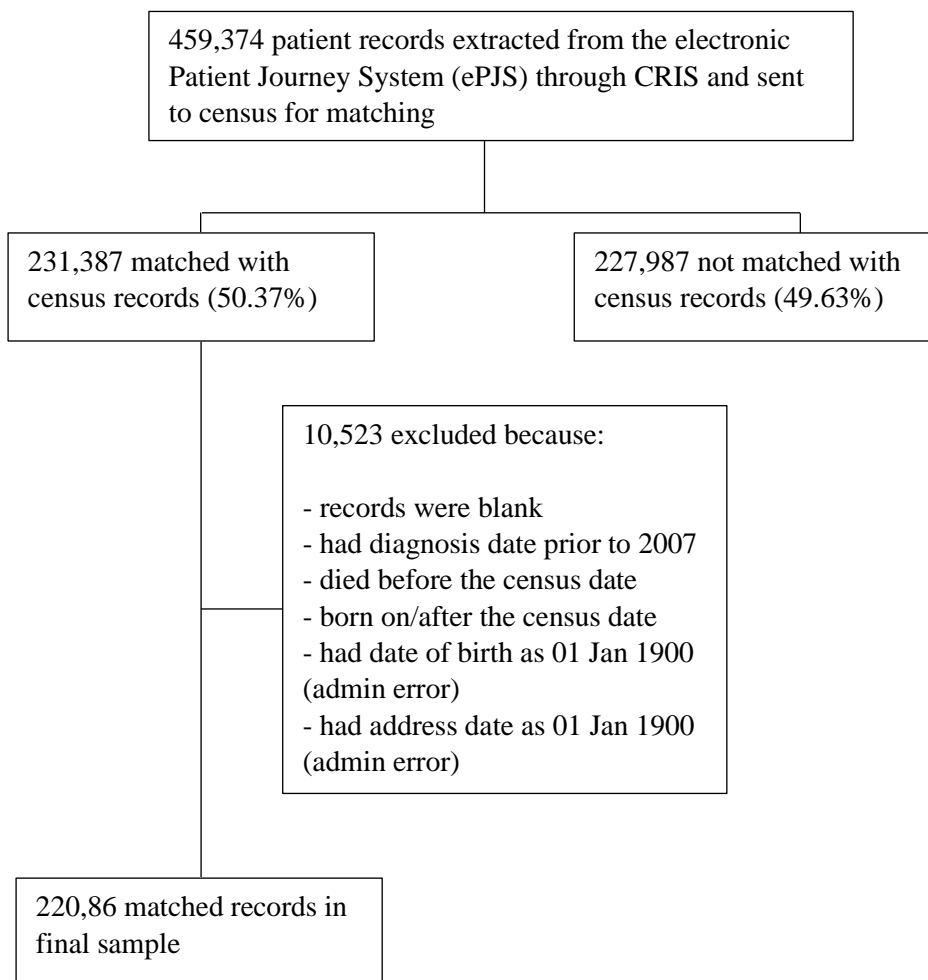 459,374 patient records extracted from the electronic
Patient Journey System (ePJS) through CRIS and sent
to census for matching
231,387 matched with
census records (50.37%)
227,987 not matched with
census records (49.63%)
10,523 excluded because:
- records were blank
- had diagnosis date prior to 2007
- died before the census date
- born on/after the census date
- had date of birth as 01 Jan 1900
(admin error)
- had address date as 01 Jan 1900
(admin error)
220,86 matched records in
final sample